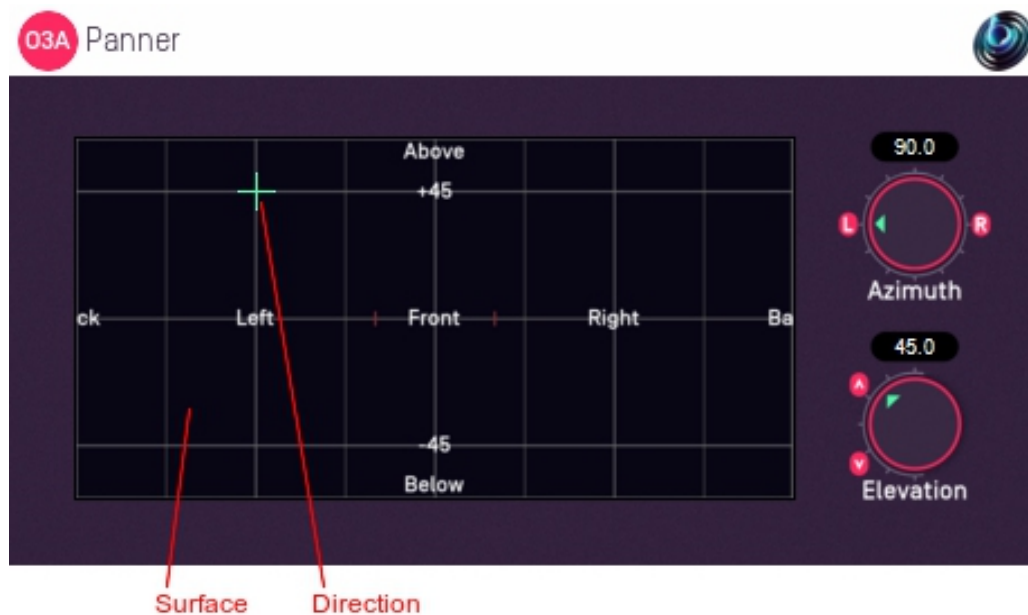 O3A Panner
Above
+45
ck Left Front Right Ba
-45
Below
90.0
L R
Azimuth
45.0
Elevation
Surface Direction